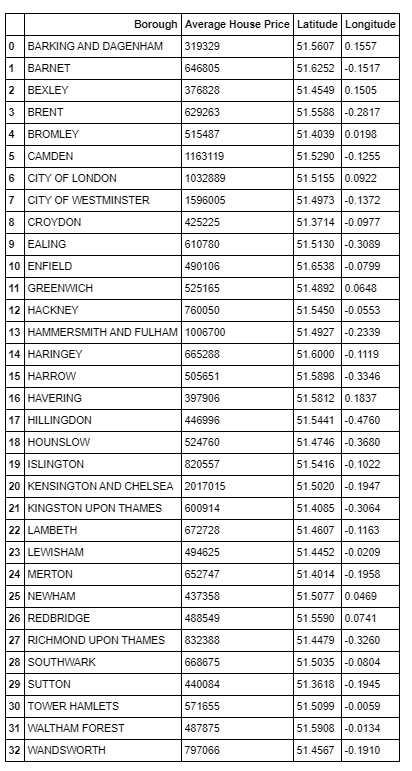 Borough Average House Price Latitude Longitude
0 BARKING AND DAGENHAM 319329 51.5607 0.1557
1 BARNET 646805 51.6252 -0.1517
2 BEXLEY 376828 51.4549 0.1505
3 BRENT 629263 51.5588 -0.2817
4 BROMLEY 515487 51.4039 0.0198
5 CAMDEN 1163119 51.5290 -0.1255
6 CITY OF LONDON 1032889 51.5155 0.0922
7 CITY OF WESTMINSTER 1596005 51.4973 -0.1372
8 CROYDON 425225 51.3714 -0.0977
9 EALING 610780 51.5130 -0.3089
10 ENFIELD 490106 51.6538 -0.0799
11 GREENWICH 525165 51.4892 0.0648
12 HACKNEY 760050 51.5450 -0.0553
13 HAMMERSMITH AND FULHAM 1006700 51.4927 -0.2339
14 HARINGEY 665288 51.6000 -0.1119
15 HARROW 505651 51.5898 -0.3346
16 HAVERING 397906 51.5812 0.1837
17 HILLINGDON 446996 51.5441 -0.4760
18 HOUNSLOW 524760 51.4746 -0.3680
19 ISLINGTON 820557 51.5416 -0.1022
20 KENSINGTON AND CHELSEA 2017015 51.5020 -0.1947
21 KINGSTON UPON THAMES 600914 51.4085 -0.3064
22 LAMBETH 672728 51.4607 -0.1163
23 LEWISHAM 494625 51.4452 -0.0209
24 MERTON 652747 51.4014 -0.1958
25 NEWHAM 437358 51.5077 0.0469
26 REDBRIDGE 488549 51.5590 0.0741
27 RICHMOND UPON THAMES 832388 51.4479 -0.3260
28 SOUTHWARK 668675 51.5035 -0.0804
29 SUTTON 440084 51.3618 -0.1945
30 TOWER HAMLETS 571655 51.5099 -0.0059
31 WALTHAM FOREST 487875 51.5908 -0.0134
32 WANDSWORTH 797066 51.4567 -0.1910